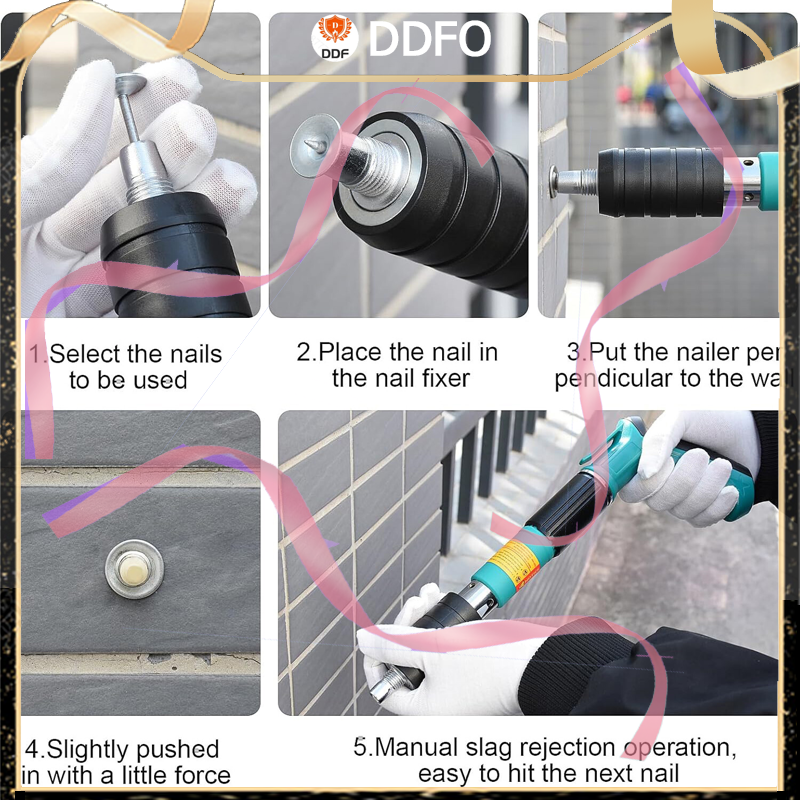 DDF
DDFO
1.Select the nails
to be used
2.Place the nail in
the nail fixer
3.Put the nailer per
pendicular to the wall
4.Slightly pushed
in with a little force
5.Manual slag rejection operation,
easy to hit the next nail